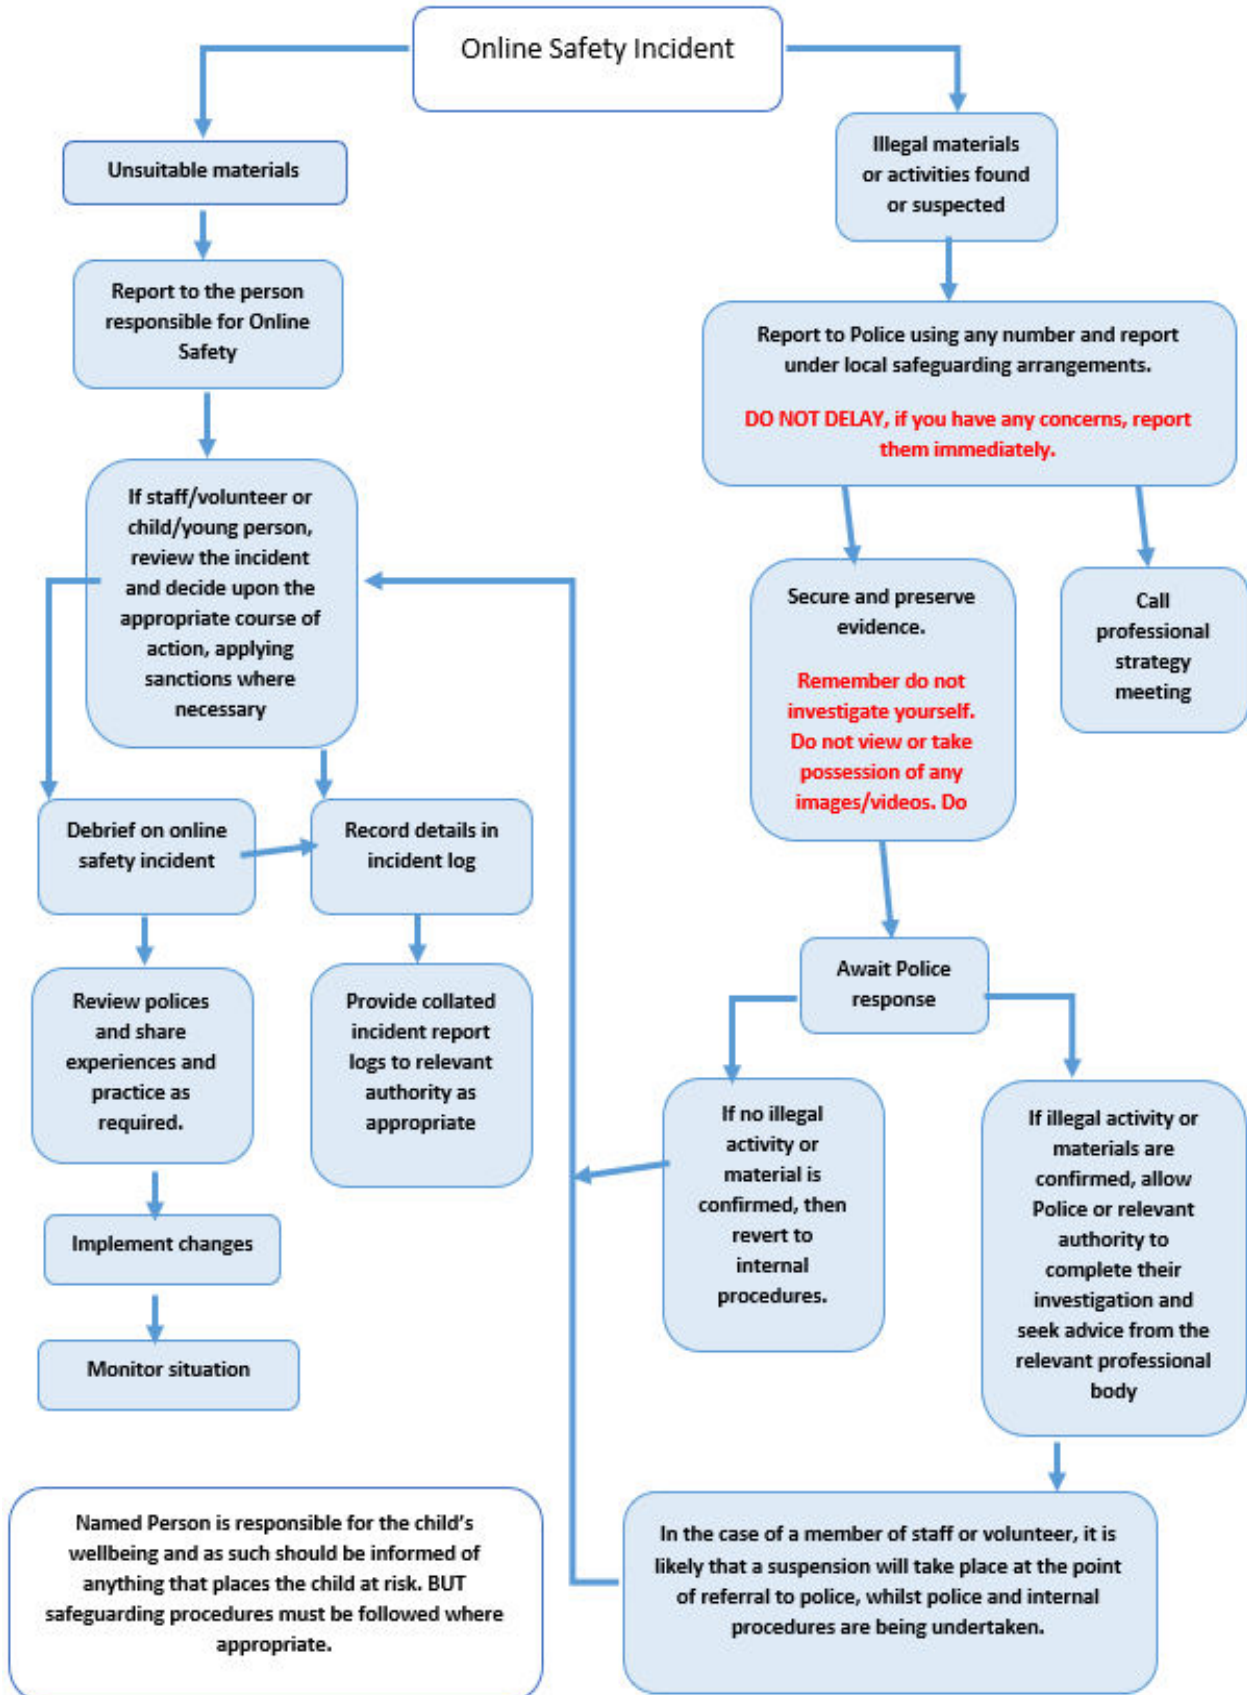 Online Safety Incident
Unsuitable materials
Illegal materials
or activities found
or suspected
Report to the person
responsible for Online
Safety
Report to Police using any number and report
under local safeguarding arrangements.
DO NOT DELAY, if you have any concerns, report
them immediately.
If staff/volunteer or
child/young person,
review the incident
and decide upon the
appropriate course of
action, applying
sanctions where
necessary
Secure and preserve
evidence.
Remember do not
investigate yourself.
Do not view or take
possession of any
images/videos. Do
Call
professional
strategy
meeting
Debrief on online
safety incident
Record details in
incident log
Review polices
and share
experiences and
practice as
required.
Provide collated
incident report
logs to relevant
authority as
appropriate
Await Police
response
If no illegal
activity or
material is
confirmed, then
revert to
internal
procedures.
If illegal activity or
materials are
confirmed, allow
Police or relevant
authority to
complete their
investigation and
seek advice from the
relevant professional
body
Implement changes
Monitor situation
Named Person is responsible for the child's
wellbeing and as such should be informed of
anything that places the child at risk. BUT
safeguarding procedures must be followed where
appropriate.
In the case of a member of staff or volunteer, it is
likely that a suspension will take place at the point
of referral to police, whilst police and internal
procedures are being undertaken.